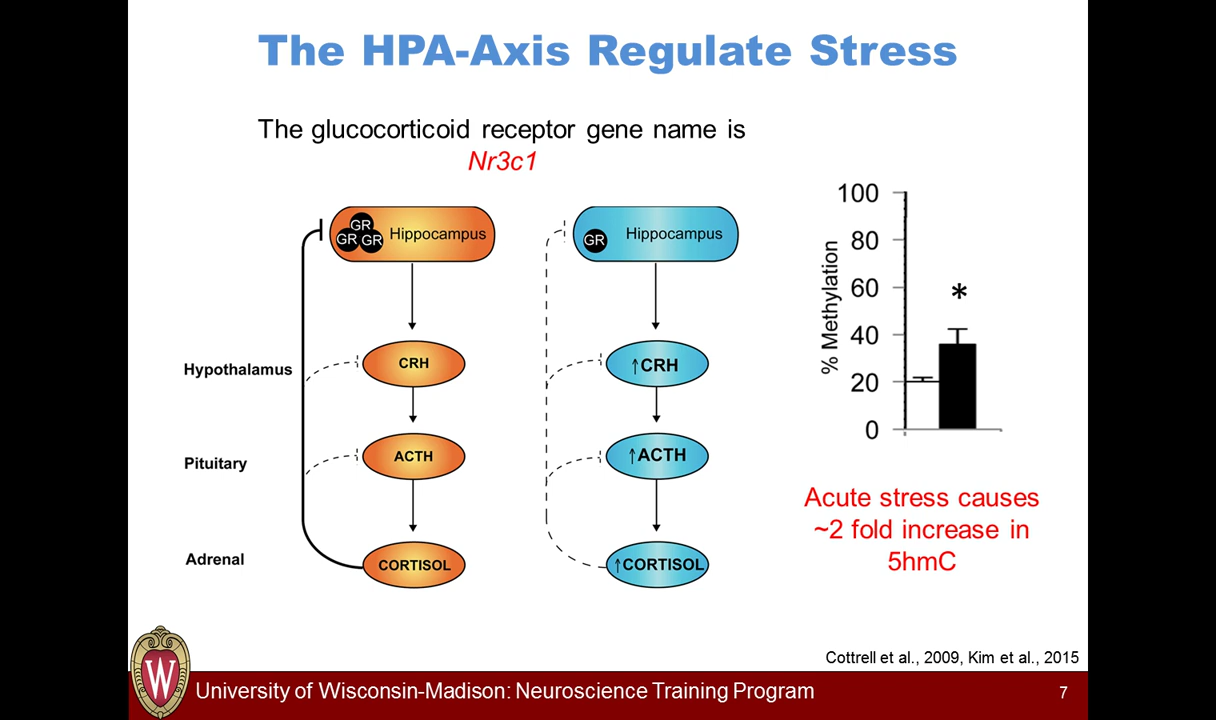 The HPA-Axis Regulate Stress
The glucocorticoid receptor gene name is
Nr3c1
GR
GR GR
Hippocampus
Hypothalamus
CRH
Pituitary
ACTH
Adrenal
CORTISOL
GR
Hippocampus
↑CRH
↑ACTH
↑CORTISOL
% Methylation
100
80
60
40
20
0
*
Acute stress causes
~2 fold increase in
5hmC
Cottrell et al., 2009, Kim et al., 2015
W
University of Wisconsin-Madison: Neuroscience Training Program
7